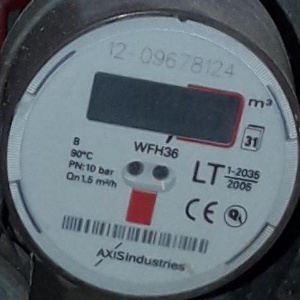 12-09678124
m³
31
WFH36
B
90°C
PN:10 bar
Qn 1,5 m³/h
LT 1-2035
2005
CE
AXISindustries